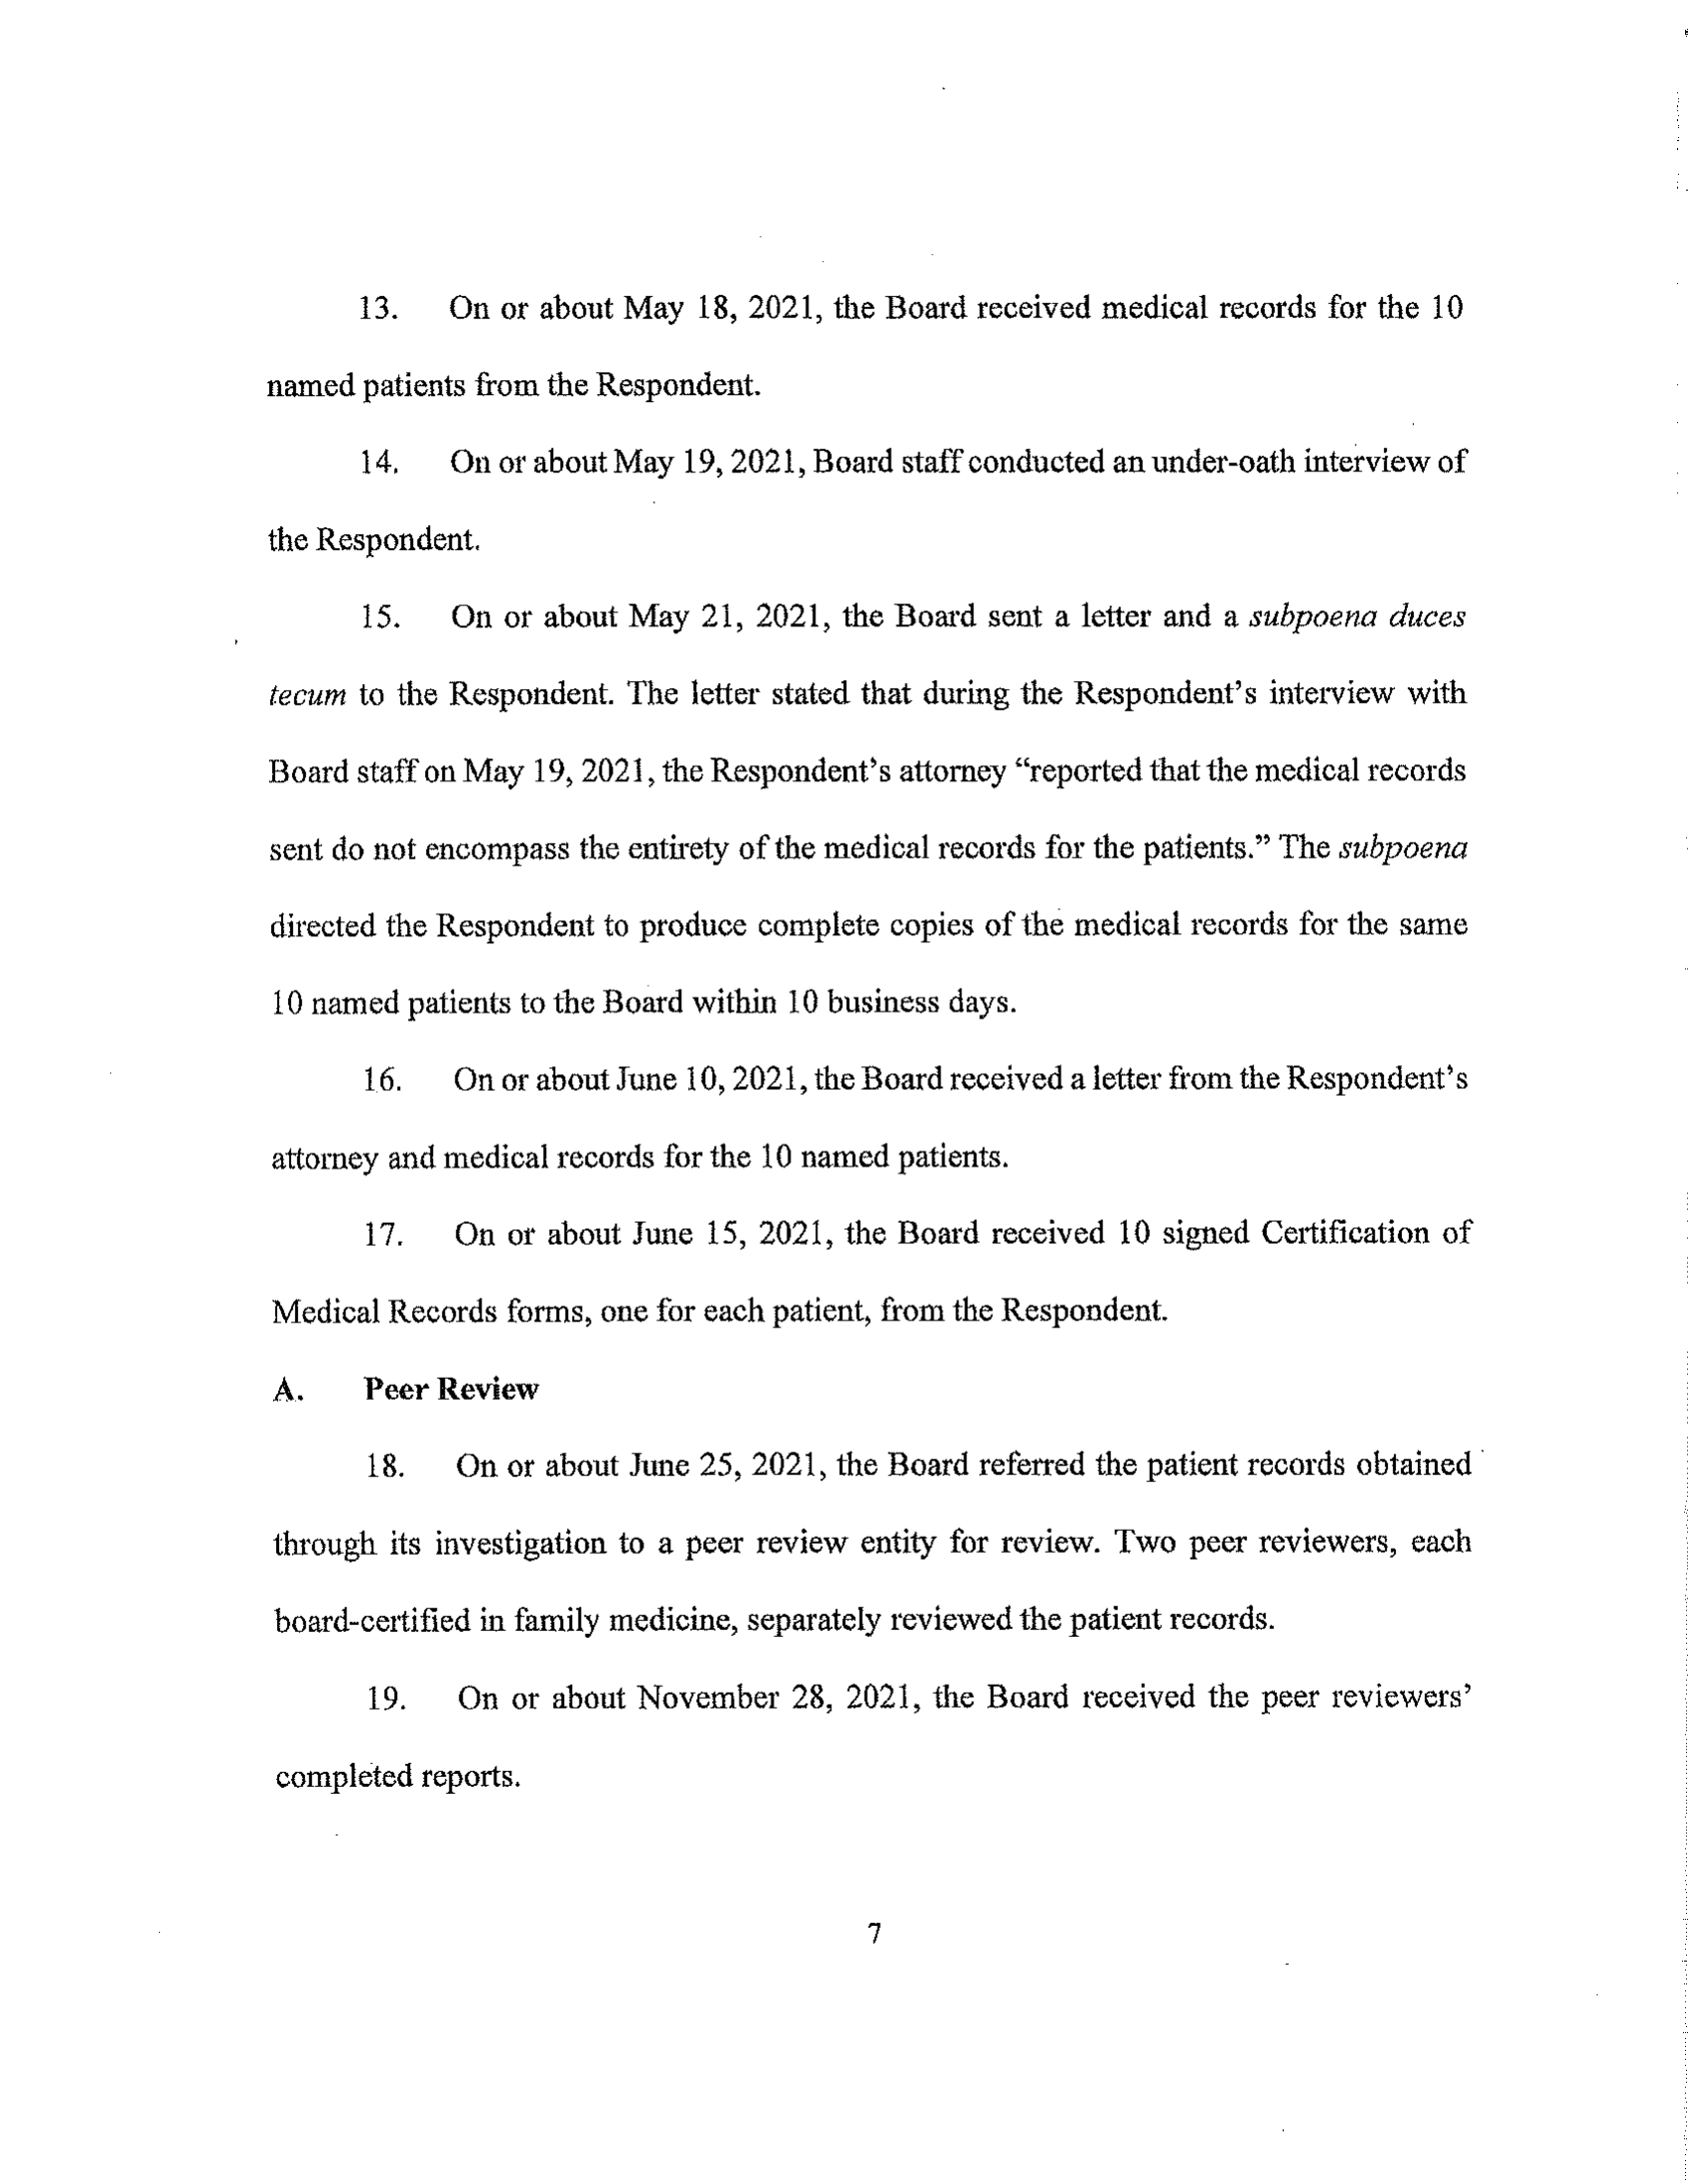 13. On or about May 18, 2021, the Board received medical records for the 10
named patients from the Respondent.
14. On or about May 19, 2021, Board staff conducted an under-oath interview of
the Respondent.
15. On or about May 21, 2021, the Board sent a letter and a subpoena duces
tecum to the Respondent. The letter stated that during the Respondent's interview with
Board staff on May 19, 2021, the Respondent's attorney “reported that the medical records
sent do not encompass the entirety of the medical records for the patients.” The subpoena
directed the Respondent to produce complete copies of the medical records for the same
10 named patients to the Board within 10 business days.
16. On or about June 10, 2021, the Board received a letter from the Respondent's
attorney and medical records for the 10 named patients.
17. On or about June 15, 2021, the Board received 10 signed Certification of
Medical Records forms, one for each patient, from the Respondent.
A. Peer Review
18. On or about June 25, 2021, the Board referred the patient records obtained
through its investigation to a peer review entity for review. Two peer reviewers, each
board-certified in family medicine, separately reviewed the patient records.
19. On or about November 28, 2021, the Board received the peer reviewers'
completed reports.
7